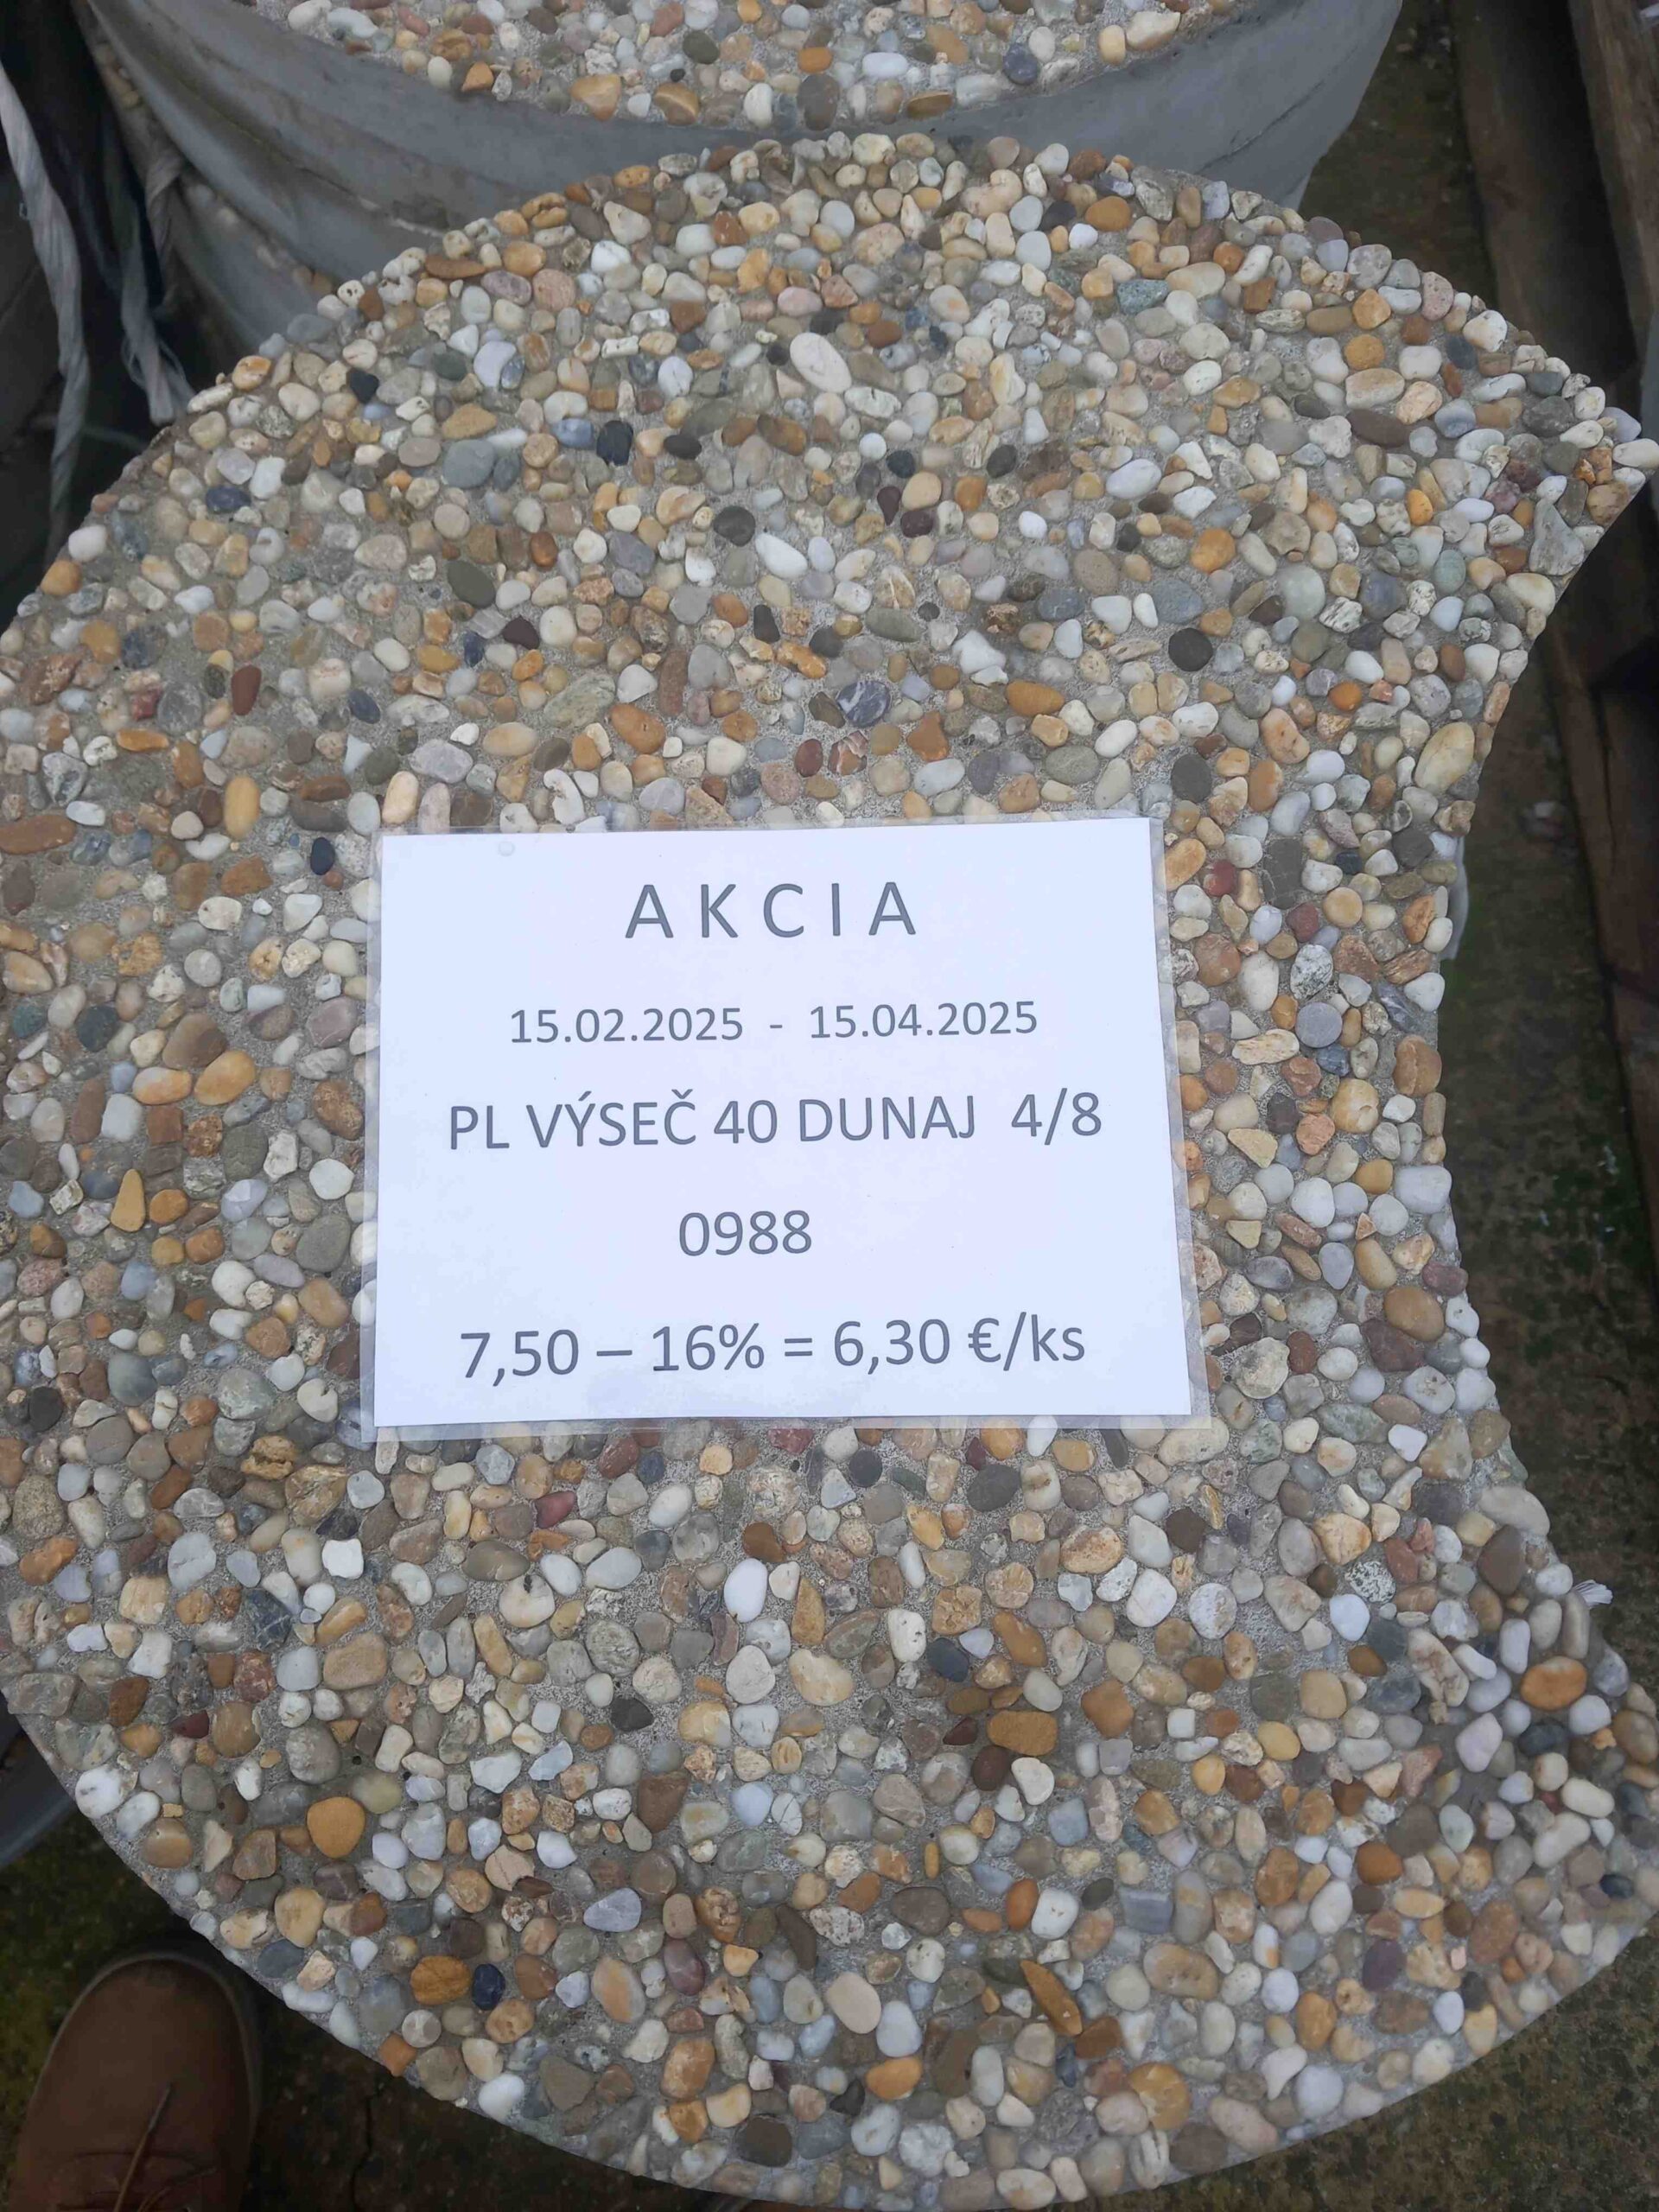 A K C I A
15.02.2025 - 15.04.2025
PL VÝSEČ 40 DUNAJ 4/8
0988
7,50 – 16% = 6,30 €/ks